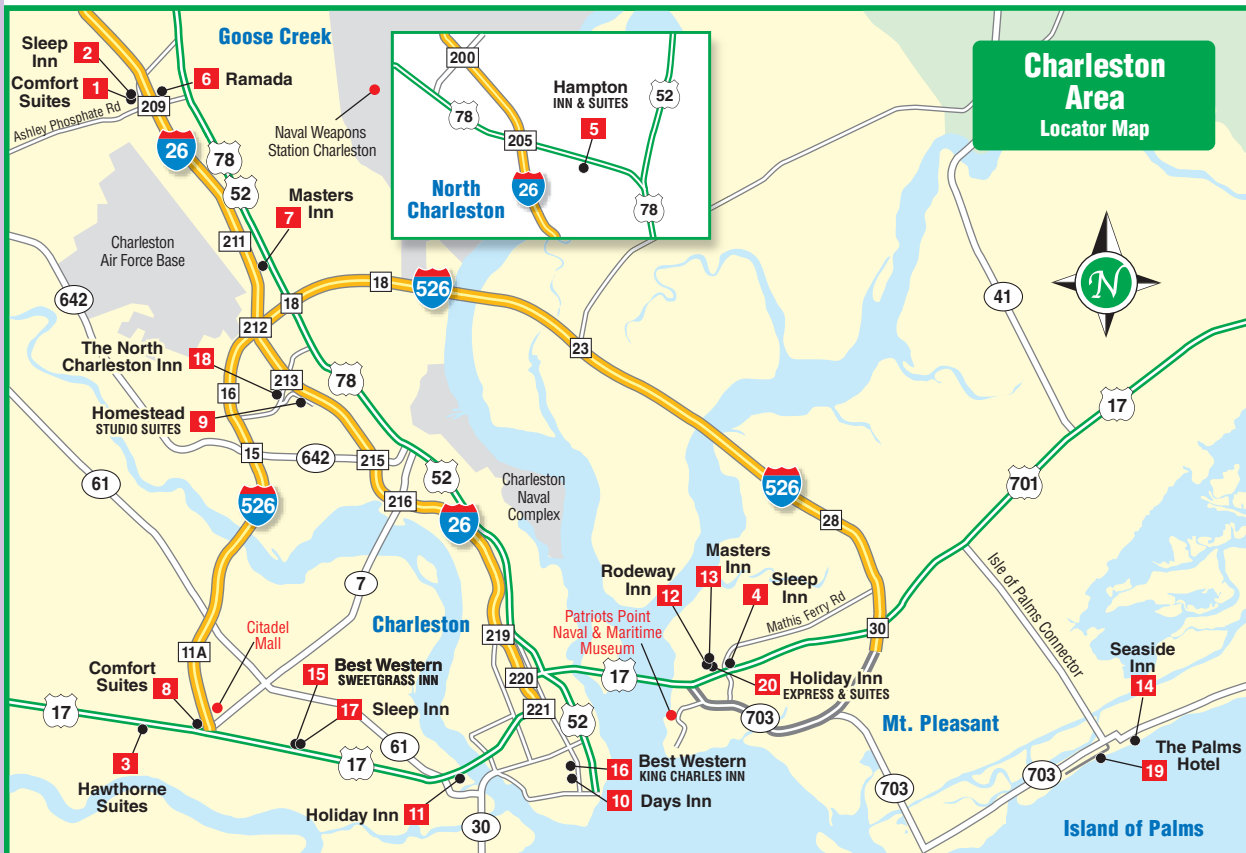 Charleston
Area
Locator Map
Goose Creek
Sleep
Inn
2
Comfort
Suites
1
6
Ramada
209
Ashley Phosphate Rd
26
78
52
Naval Weapons
Station Charleston
200
Hampton
INN & SUITES
5
52
78
205
26
North
Charleston
78
Masters
Inn
7
211
Charleston
Air Force Base
642
18
18
526
212
41
N
23
The North
Charleston Inn
18
213
78
16
Homestead
STUDIO SUITES
9
17
15
642
215
52
61
216
526
26
Charleston
Naval
Complex
526
28
701
7
Masters
Inn
13
Rodeway
Inn
12
Sleep
Inn
4
Mathis Ferry Rd
Isle of Palms Connector
Citadel
Mall
Charleston
219
Patriots Point
Naval & Maritime
Museum
30
11A
Comfort
Suites
8
15
Best Western
SWEETGRASS INN
17
Sleep Inn
220
17
20
Holiday Inn
EXPRESS & SUITES
Seaside
Inn
14
17
221
52
703
Mt. Pleasant
61
17
3
Hawthorne
Suites
16
Best Western
KING CHARLES INN
10
Days Inn
Holiday Inn
11
30
703
703
19
The Palms
Hotel
Island of Palms